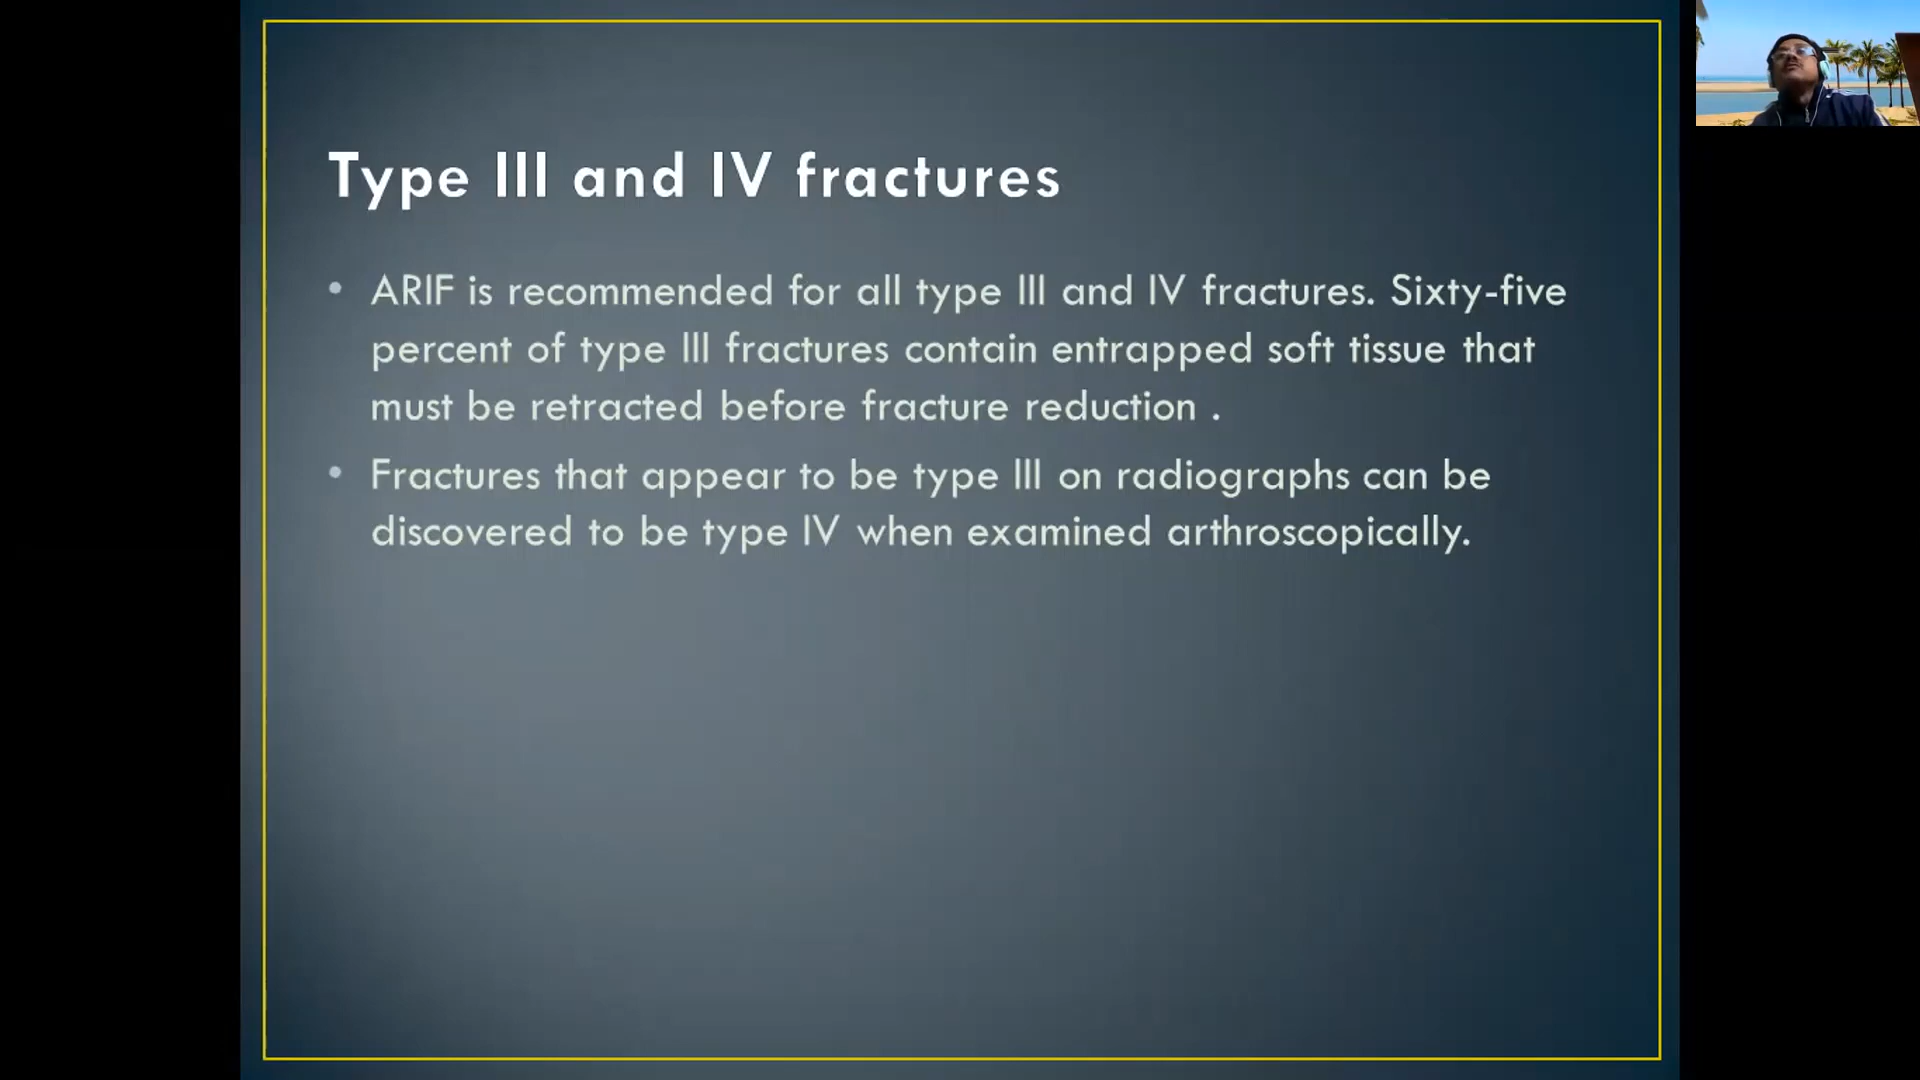 Type III and IV fractures
• ARIF is recommended for all type III and IV fractures. Sixty-five
percent of type III fractures contain entrapped soft tissue that
must be retracted before fracture reduction .
• Fractures that appear to be type III on radiographs can be
discovered to be type IV when examined arthroscopically.